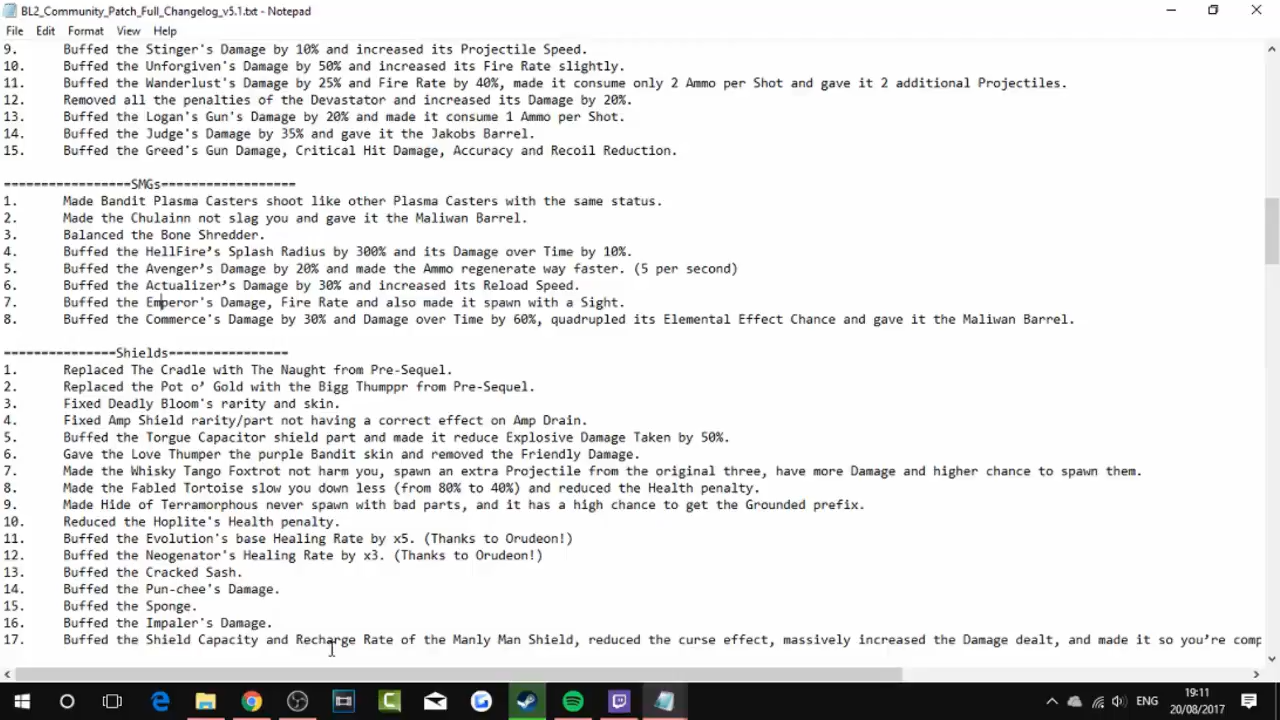 BL2_Community_Patch_Full_Changelog_v5.1.txt - Notepad
File Edit Format View Help
9. Buffed the Stinger's Damage by 10% and increased its Projectile Speed.
10. Buffed the Unforgiven's Damage by 50% and increased its Fire Rate slightly.
11. Buffed the Wanderlust's Damage by 25% and Fire Rate by 40%, made it consume only 2 Ammo per Shot and gave it 2 additional Projectiles.
12. Removed all the penalties of the Devastator and increased its Damage by 20%.
13. Buffed the Logan's Gun's Damage by 20% and made it consume 1 Ammo per Shot.
14. Buffed the Judge's Damage by 35% and gave it the Jakobs Barrel.
15. Buffed the Greed's Gun Damage, Critical Hit Damage, Accuracy and Recoil Reduction.
=================SMGs==================
1. Made Bandit Plasma Casters shoot like other Plasma Casters with the same status.
2. Made the Chulainn not slag you and gave it the Maliwan Barrel.
3. Balanced the Bone Shredder.
4. Buffed the HellFire’s Splash Radius by 300% and its Damage over Time by 10%.
5. Buffed the Avenger’s Damage by 20% and made the Ammo regenerate way faster. (5 per second)
6. Buffed the Actualizer’s Damage by 30% and increased its Reload Speed.
7. Buffed the Emperor's Damage, Fire Rate and also made it spawn with a Sight.
8. Buffed the Commerce's Damage by 30% and Damage over Time by 60%, quadrupled its Elemental Effect Chance and gave it the Maliwan Barrel.
===============Shields================
1. Replaced The Cradle with The Naught from Pre-Sequel.
2. Replaced the Pot o’ Gold with the Bigg Thumppr from Pre-Sequel.
3. Fixed Deadly Bloom's rarity and skin.
4. Fixed Amp Shield rarity/part not having a correct effect on Amp Drain.
5. Buffed the Torgue Capacitor shield part and made it reduce Explosive Damage Taken by 50%.
6. Gave the Love Thumper the purple Bandit skin and removed the Friendly Damage.
7. Made the Whisky Tango Foxtrot not harm you, spawn an extra Projectile from the original three, have more Damage and higher chance to spawn them.
8. Made the Fabled Tortoise slow you down less (from 80% to 40%) and reduced the Health penalty.
9. Made Hide of Terramorphous never spawn with bad parts, and it has a high chance to get the Grounded prefix.
10. Reduced the Hoplite's Health penalty.
11. Buffed the Evolution's base Healing Rate by x5. (Thanks to Orudeon!)
12. Buffed the Neogenator's Healing Rate by x3. (Thanks to Orudeon!)
13. Buffed the Cracked Sash.
14. Buffed the Pun-chee's Damage.
15. Buffed the Sponge.
16. Buffed the Impaler's Damage.
17. Buffed the Shield Capacity and Recharge Rate of the Manly Man Shield, reduced the curse effect, massively increased the Damage dealt, and made it so you’re comp
ENG
19:11
20/08/2017